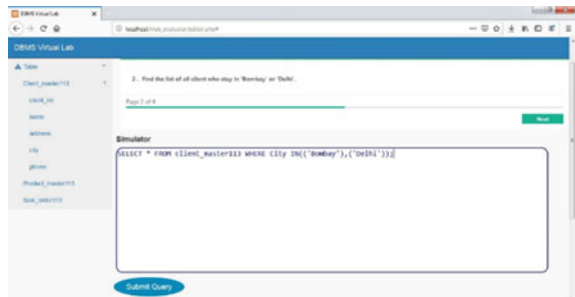 DBMS Virtual Lab
DBMS Virtual Lab
Table
Client_master113
client_no
name
address
city
phone
Product_master113
2 . Find the list of all client who stay in 'Bombay' or 'Delhi'.
Page 2 of 4
Next
Simulator
SELECT * FROM client_master113 WHERE City IN(('Bombay'),('Delhi'));
Submit Query